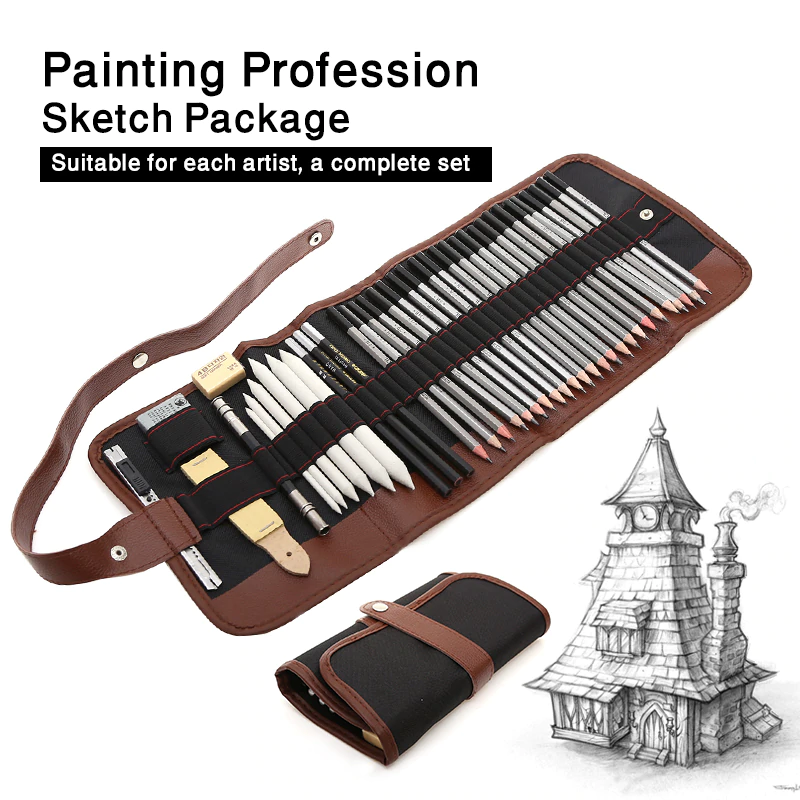 Painting Profession
Sketch Package
Suitable for each artist, a complete set